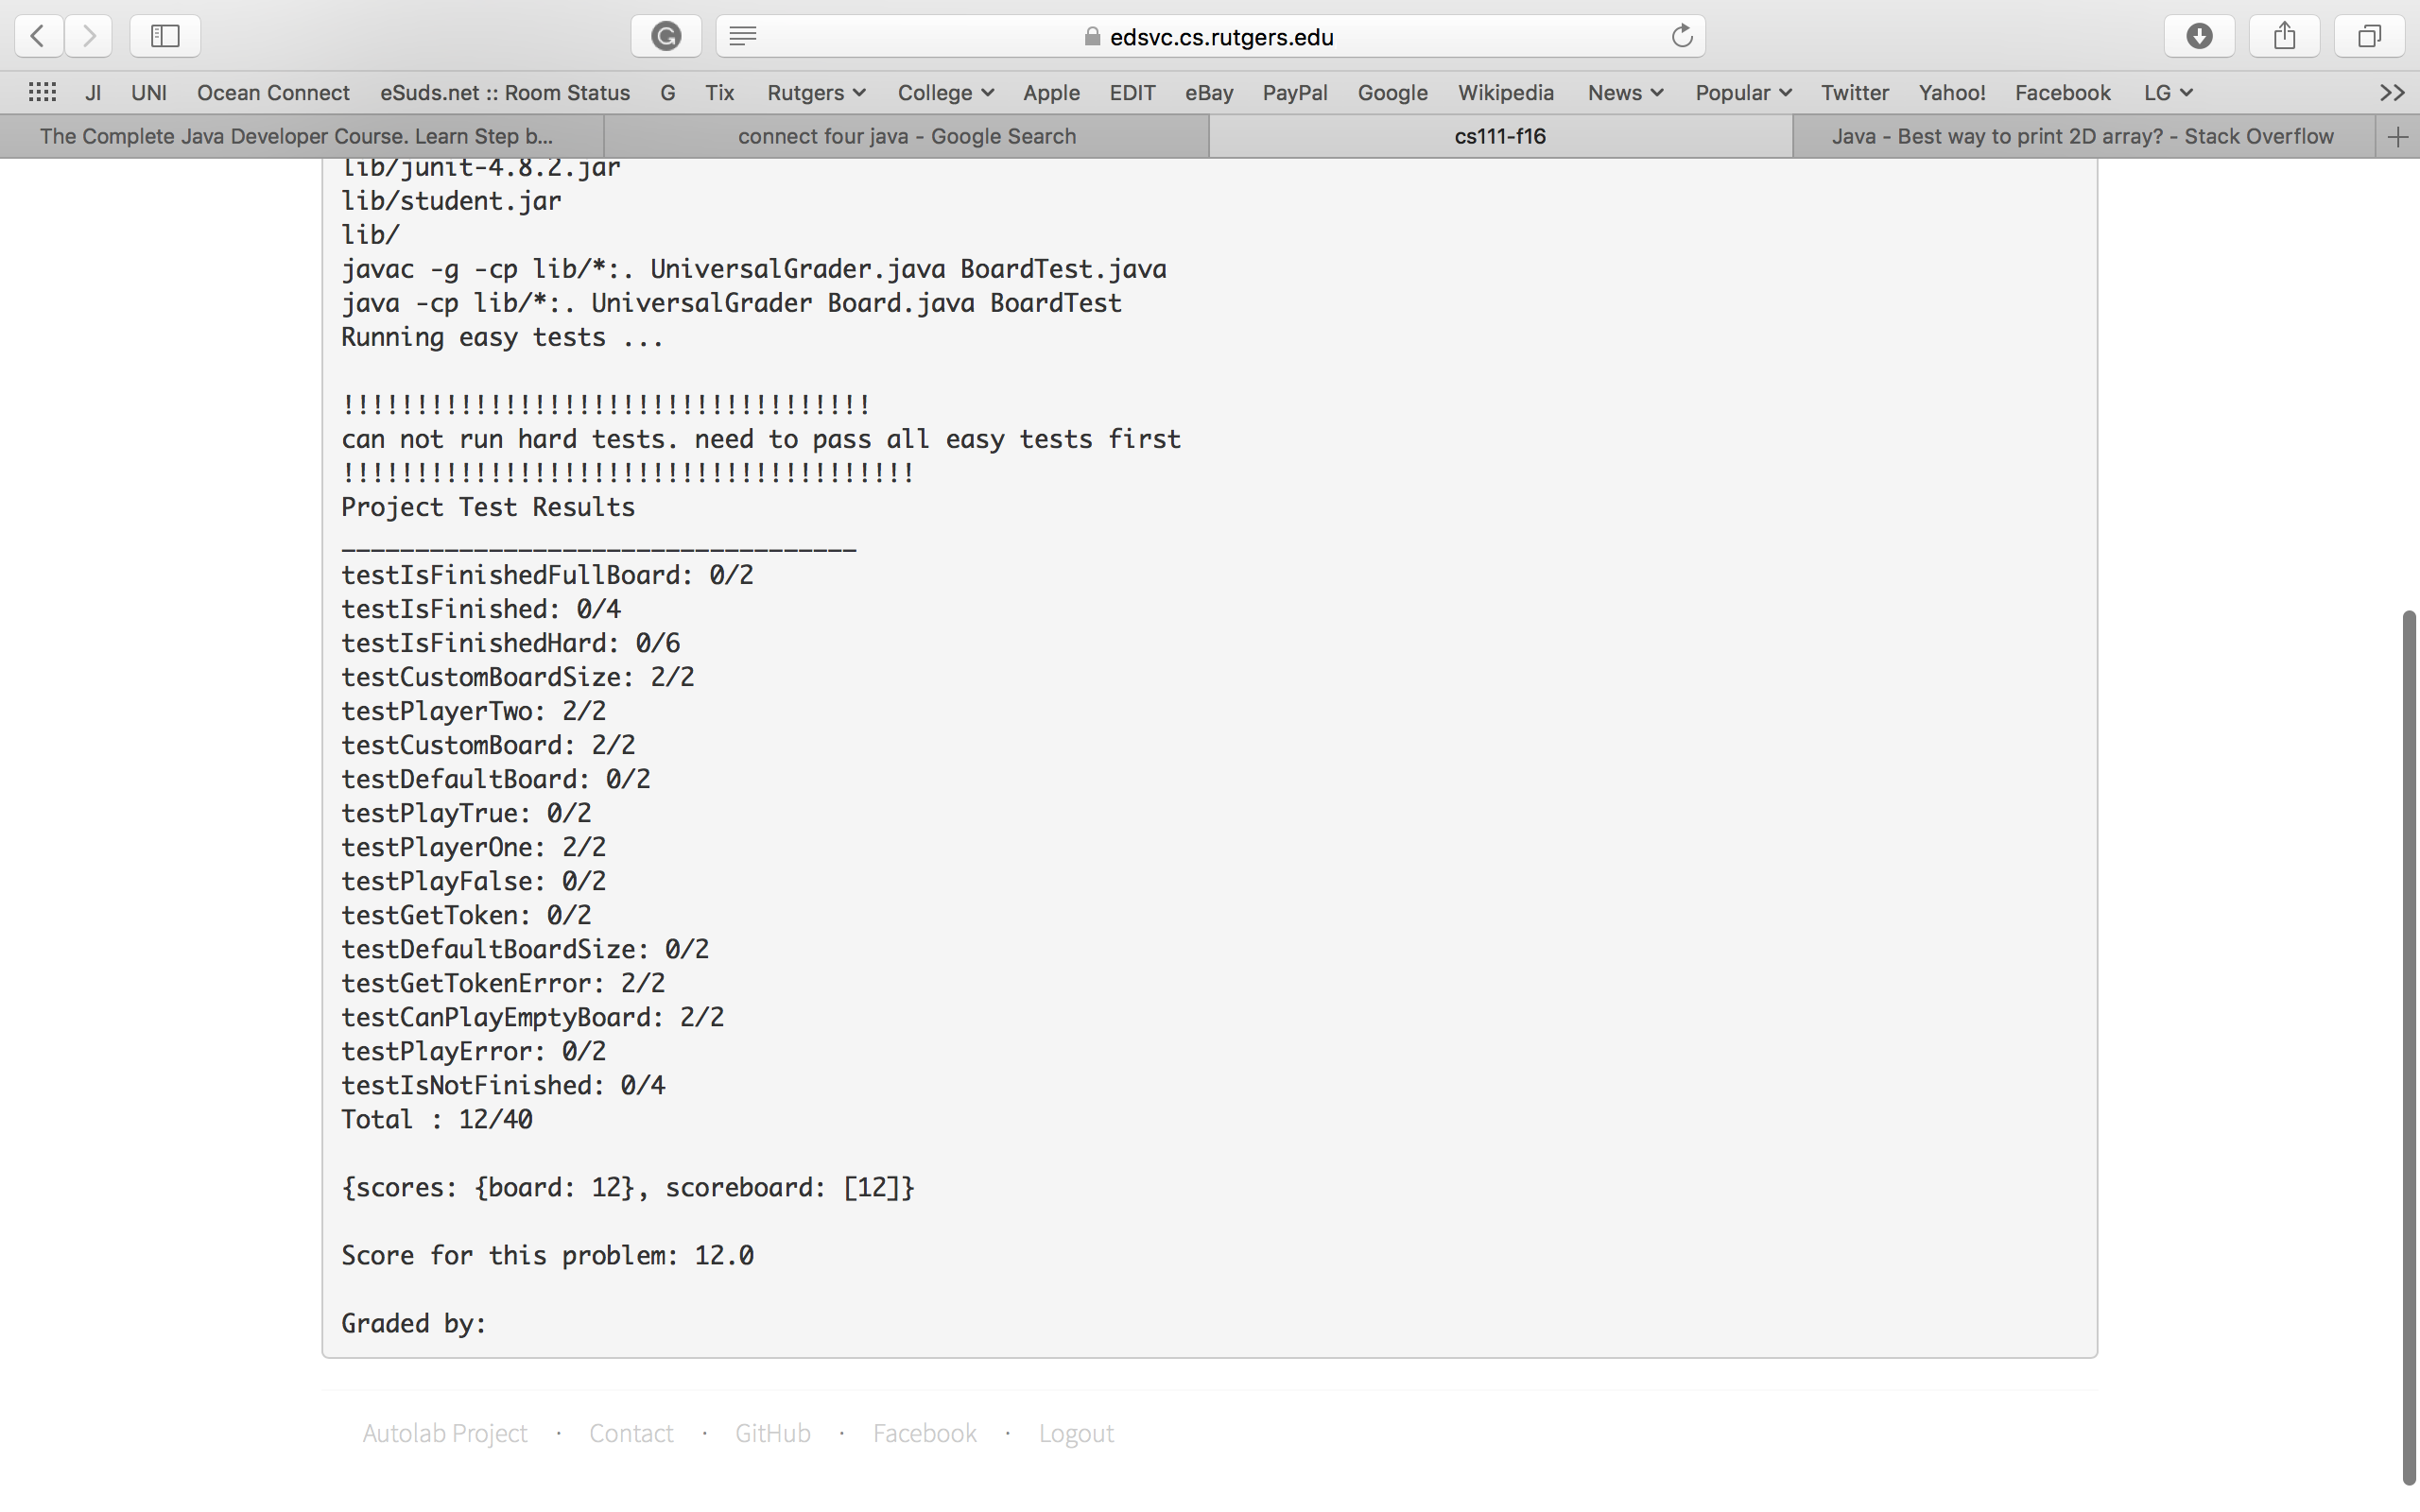 edsvc.cs.rutgers.edu
JI UNI Ocean Connect eSuds.net :: Room Status G Tix Rutgers College Apple EDIT eBay PayPal Google Wikipedia News Popular Twitter Yahoo! Facebook LG >>
The Complete Java Developer Course. Learn Step b... connect four java - Google Search cs111-f16 Java - Best way to print 2D array? - Stack Overflow +
lib/junit-4.8.2.jar
lib/student.jar
lib/
javac -g -cp lib/*:. UniversalGrader.java BoardTest.java
java -cp lib/*:. UniversalGrader Board.java BoardTest
Running easy tests ...
!!!!!!!!!!!!!!!!!!!!!!!!!!!!!!!!!!!!
can not run hard tests. need to pass all easy tests first
!!!!!!!!!!!!!!!!!!!!!!!!!!!!!!!!!!!!!!!
Project Test Results
___________________________________
testIsFinishedFullBoard: 0/2
testIsFinished: 0/4
testIsFinishedHard: 0/6
testCustomBoardSize: 2/2
testPlayerTwo: 2/2
testCustomBoard: 2/2
testDefaultBoard: 0/2
testPlayTrue: 0/2
testPlayerOne: 2/2
testPlayFalse: 0/2
testGetToken: 0/2
testDefaultBoardSize: 0/2
testGetTokenError: 2/2
testCanPlayEmptyBoard: 2/2
testPlayError: 0/2
testIsNotFinished: 0/4
Total : 12/40
{scores: {board: 12}, scoreboard: [12]}
Score for this problem: 12.0
Graded by:
Autolab Project · Contact · GitHub · Facebook · Logout